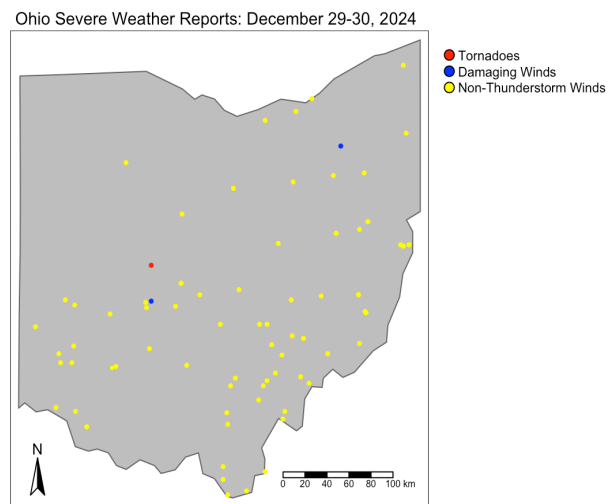 Ohio Severe Weather Reports: December 29-30, 2024
Tornadoes
Damaging Winds
Non-Thunderstorm Winds
N
0 20 40 60 80 100 km